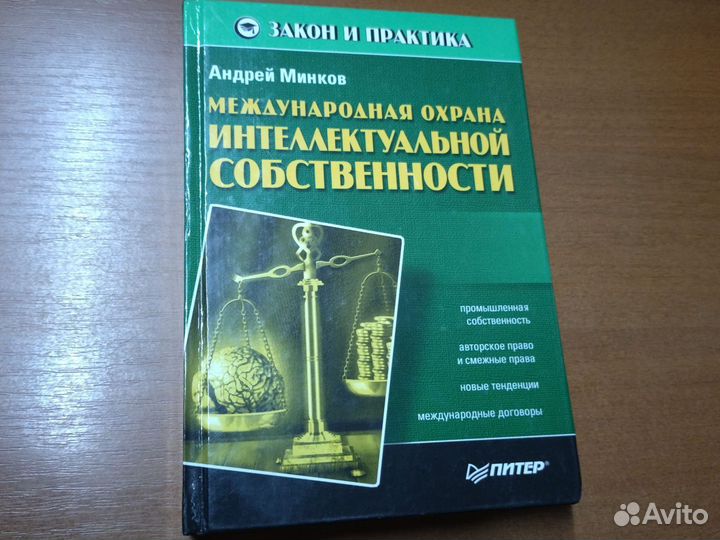 ЗАКОН И ПРАКТИКА
Андрей Минков
МЕЖДУНАРОДНАЯ ОХРАНА
ИНТЕЛЛЕКТУАЛЬНОЙ
СОБСТВЕННОСТИ
промышленная
собственность
авторское право
и смежные права
новые тенденции
международные договоры
ПИТЕР®
Avito